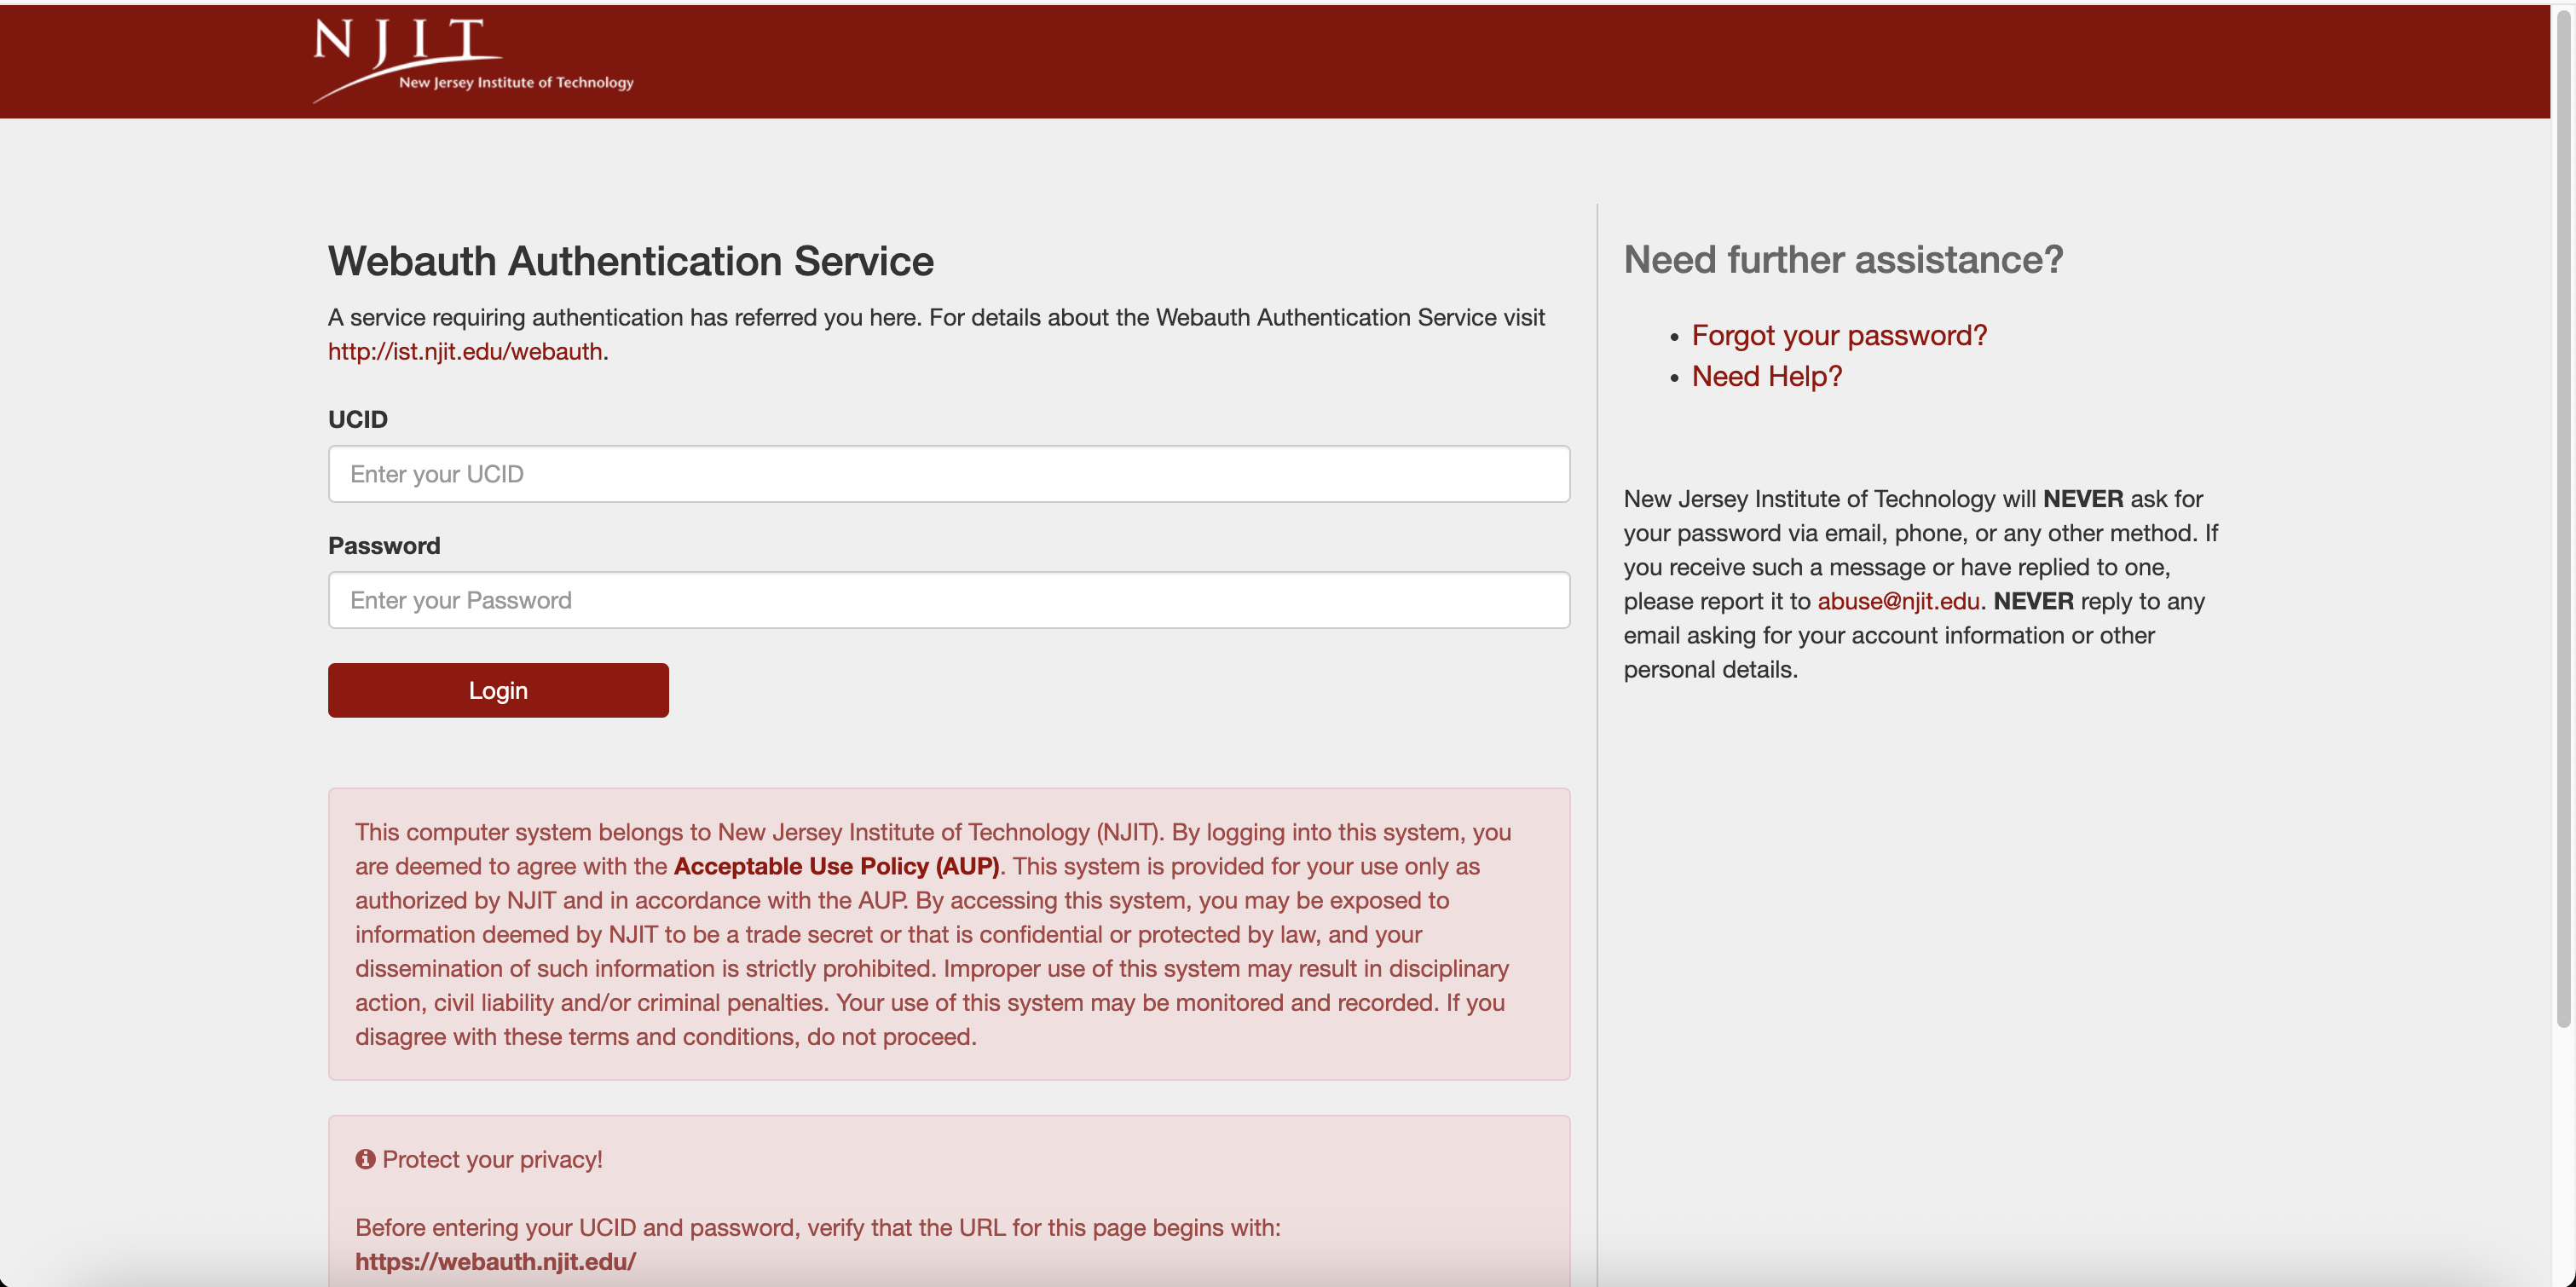 NJIT
New Jersey Institute of Technology
Webauth Authentication Service
A service requiring authentication has referred you here. For details about the Webauth Authentication Service visit
http://ist.njit.edu/webauth.
UCID
Enter your UCID
Password
Enter your Password
Login
This computer system belongs to New Jersey Institute of Technology (NJIT). By logging into this system, you
are deemed to agree with the Acceptable Use Policy (AUP). This system is provided for your use only as
authorized by NJIT and in accordance with the AUP. By accessing this system, you may be exposed to
information deemed by NJIT to be a trade secret or that is confidential or protected by law, and your
dissemination of such information is strictly prohibited. Improper use of this system may result in disciplinary
action, civil liability and/or criminal penalties. Your use of this system may be monitored and recorded. If you
disagree with these terms and conditions, do not proceed.
Protect your privacy!
Before entering your UCID and password, verify that the URL for this page begins with:
https://webauth.njit.edu/
Need further assistance?
• Forgot your password?
• Need Help?
New Jersey Institute of Technology will NEVER ask for
your password via email, phone, or any other method. If
you receive such a message or have replied to one,
please report it to abuse@njit.edu. NEVER reply to any
email asking for your account information or other
personal details.